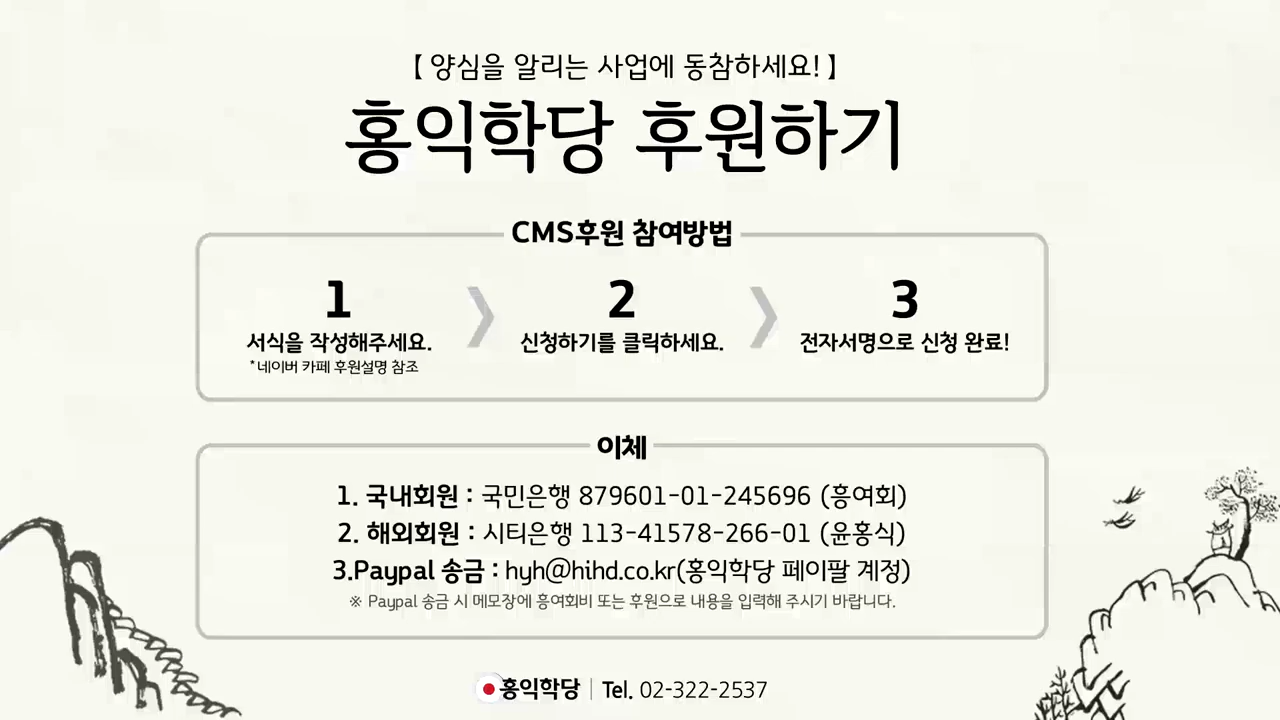 【 양심을 알리는 사업에 동참하세요! 】
홍익학당 후원하기
CMS후원 참여방법
1
서식을 작성해주세요.
*네이버 카페 후원설명 참조
2
신청하기를 클릭하세요.
3
전자서명으로 신청 완료!
이체
1. 국내회원 : 국민은행 879601-01-245696 (흥여회)
2. 해외회원 : 시티은행 113-41578-266-01 (윤홍식)
3.Paypal 송금 : hyh@hihd.co.kr(홍익학당 페이팔 계정)
※ Paypal 송금 시 메모장에 흥여회비 또는 후원으로 내용을 입력해 주시기 바랍니다.
홍익학당 | Tel. 02-322-2537